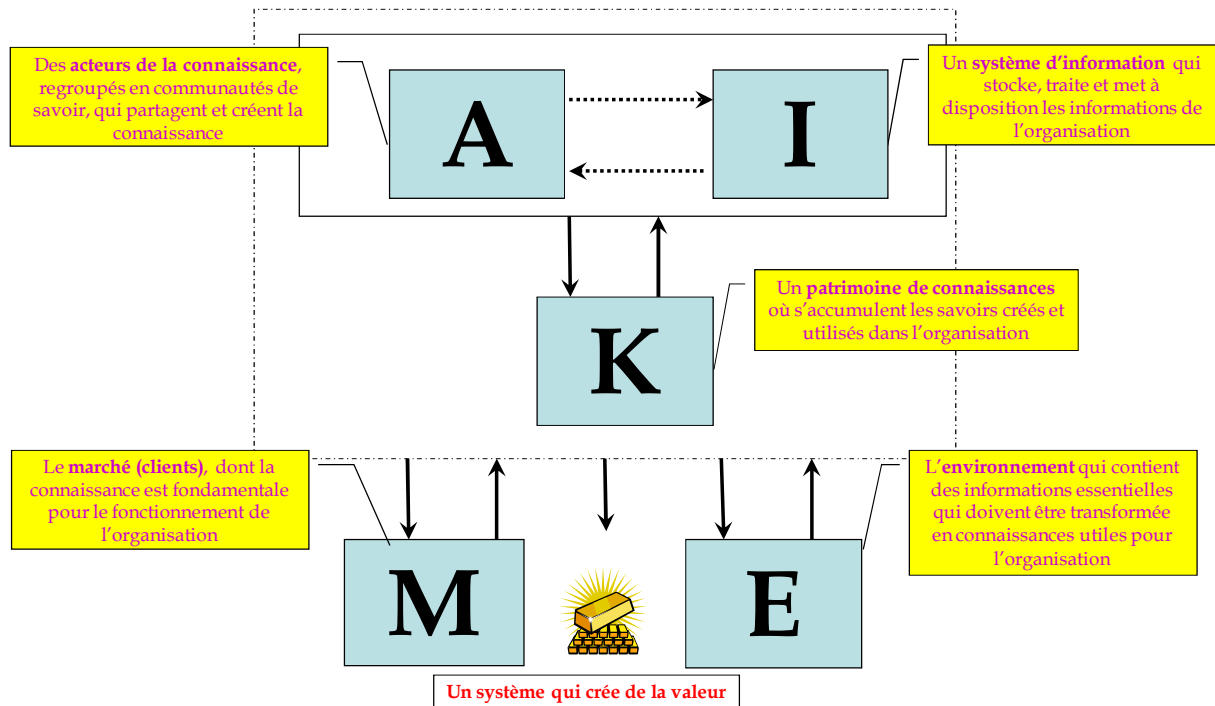 Des acteurs de la connaissance,
regroupés en communautés de
savoir, qui partagent et créent la
connaissance
A
I
Un système d'information qui
stocke, traite et met à
disposition les informations de
l'organisation
K
Un patrimoine de connaissances
où s'accumulent les savoirs créés et
utilisés dans l'organisation
Le marché (clients), dont la
connaissance est fondamentale
pour le fonctionnement de
l'organisation
M
E
L'environnement qui contient
des informations essentielles
qui doivent être transformée
en connaissances utiles pour
l'organisation
Un système qui crée de la valeur